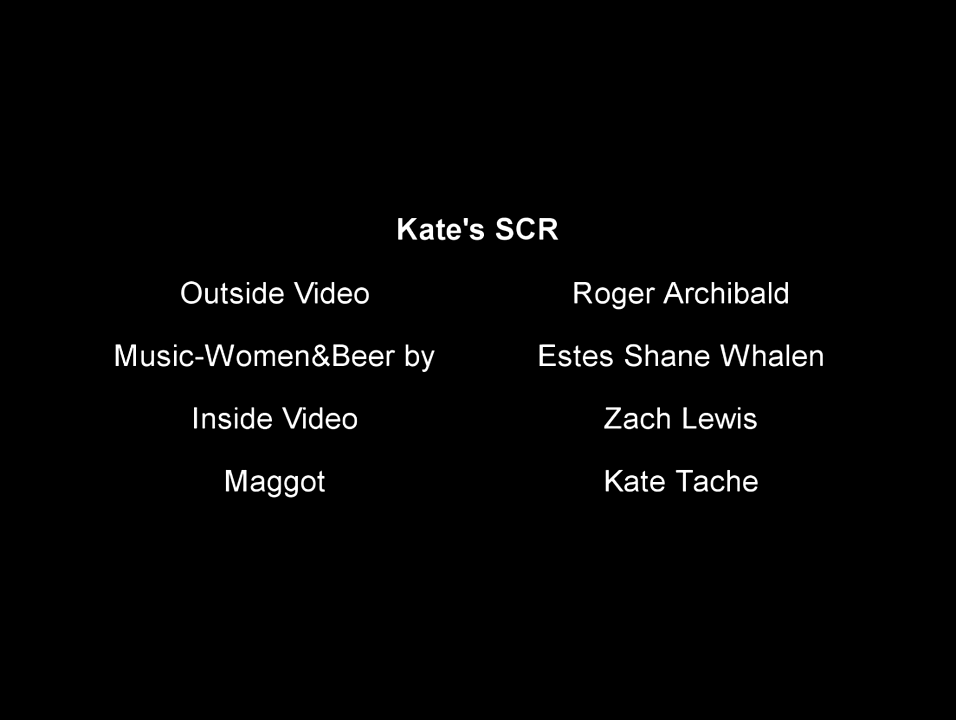 Kate's SCR
Outside Video Roger Archibald
Music-Women&Beer by Estes Shane Whalen
Inside Video Zach Lewis
Maggot Kate Tache